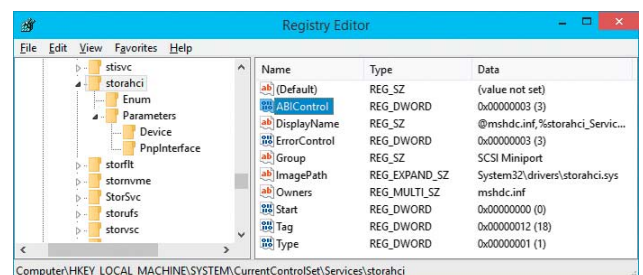 Registry Editor
File Edit View Favorites Help
stisvc
storahci
Enum
Parameters
Device
PnpInterface
storflt
stornvme
StorSvc
storufs
storvsc
Name Type Data
(Default) REG_SZ (value not set)
ABIControl REG_DWORD 0x00000003 (3)
DisplayName REG_SZ @mshdc.inf,%storahci_Servic...
ErrorControl REG_DWORD 0x00000003 (3)
Group REG_SZ SCSI Miniport
ImagePath REG_EXPAND_SZ System32\drivers\storahci.sys
Owners REG_MULTI_SZ mshdc.inf
Start REG_DWORD 0x00000000 (0)
Tag REG_DWORD 0x00000012 (18)
Type REG_DWORD 0x00000001 (1)
Computer\HKEY_LOCAL_MACHINE\SYSTEM\CurrentControlSet\Services\storahci